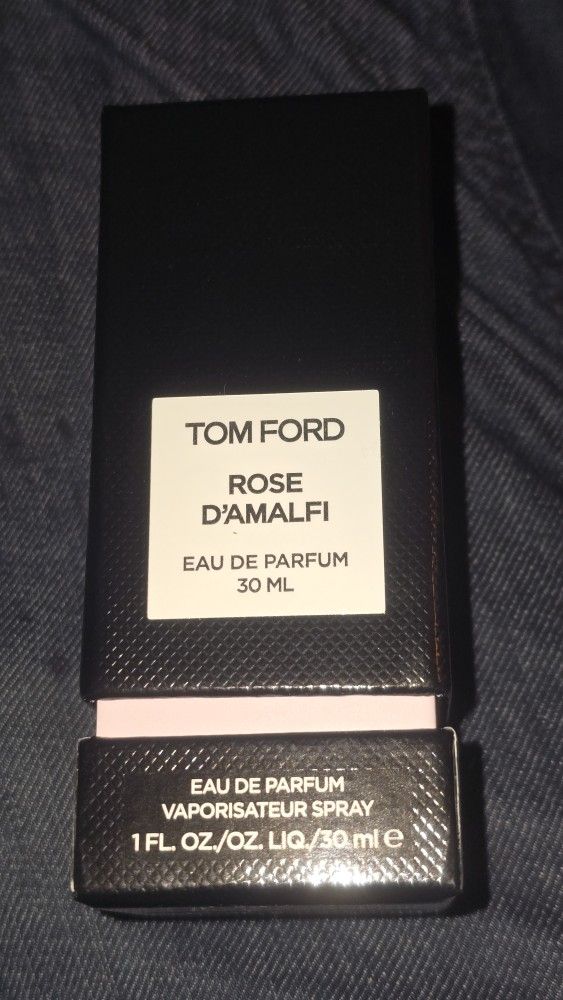 TOM FORD
ROSE
D'AMALFI
EAU DE PARFUM
30 ML
EAU DE PARFUM
VAPORISATEUR SPRAY
1 FL. OZ./OZ. LIQ./30 ml ℮